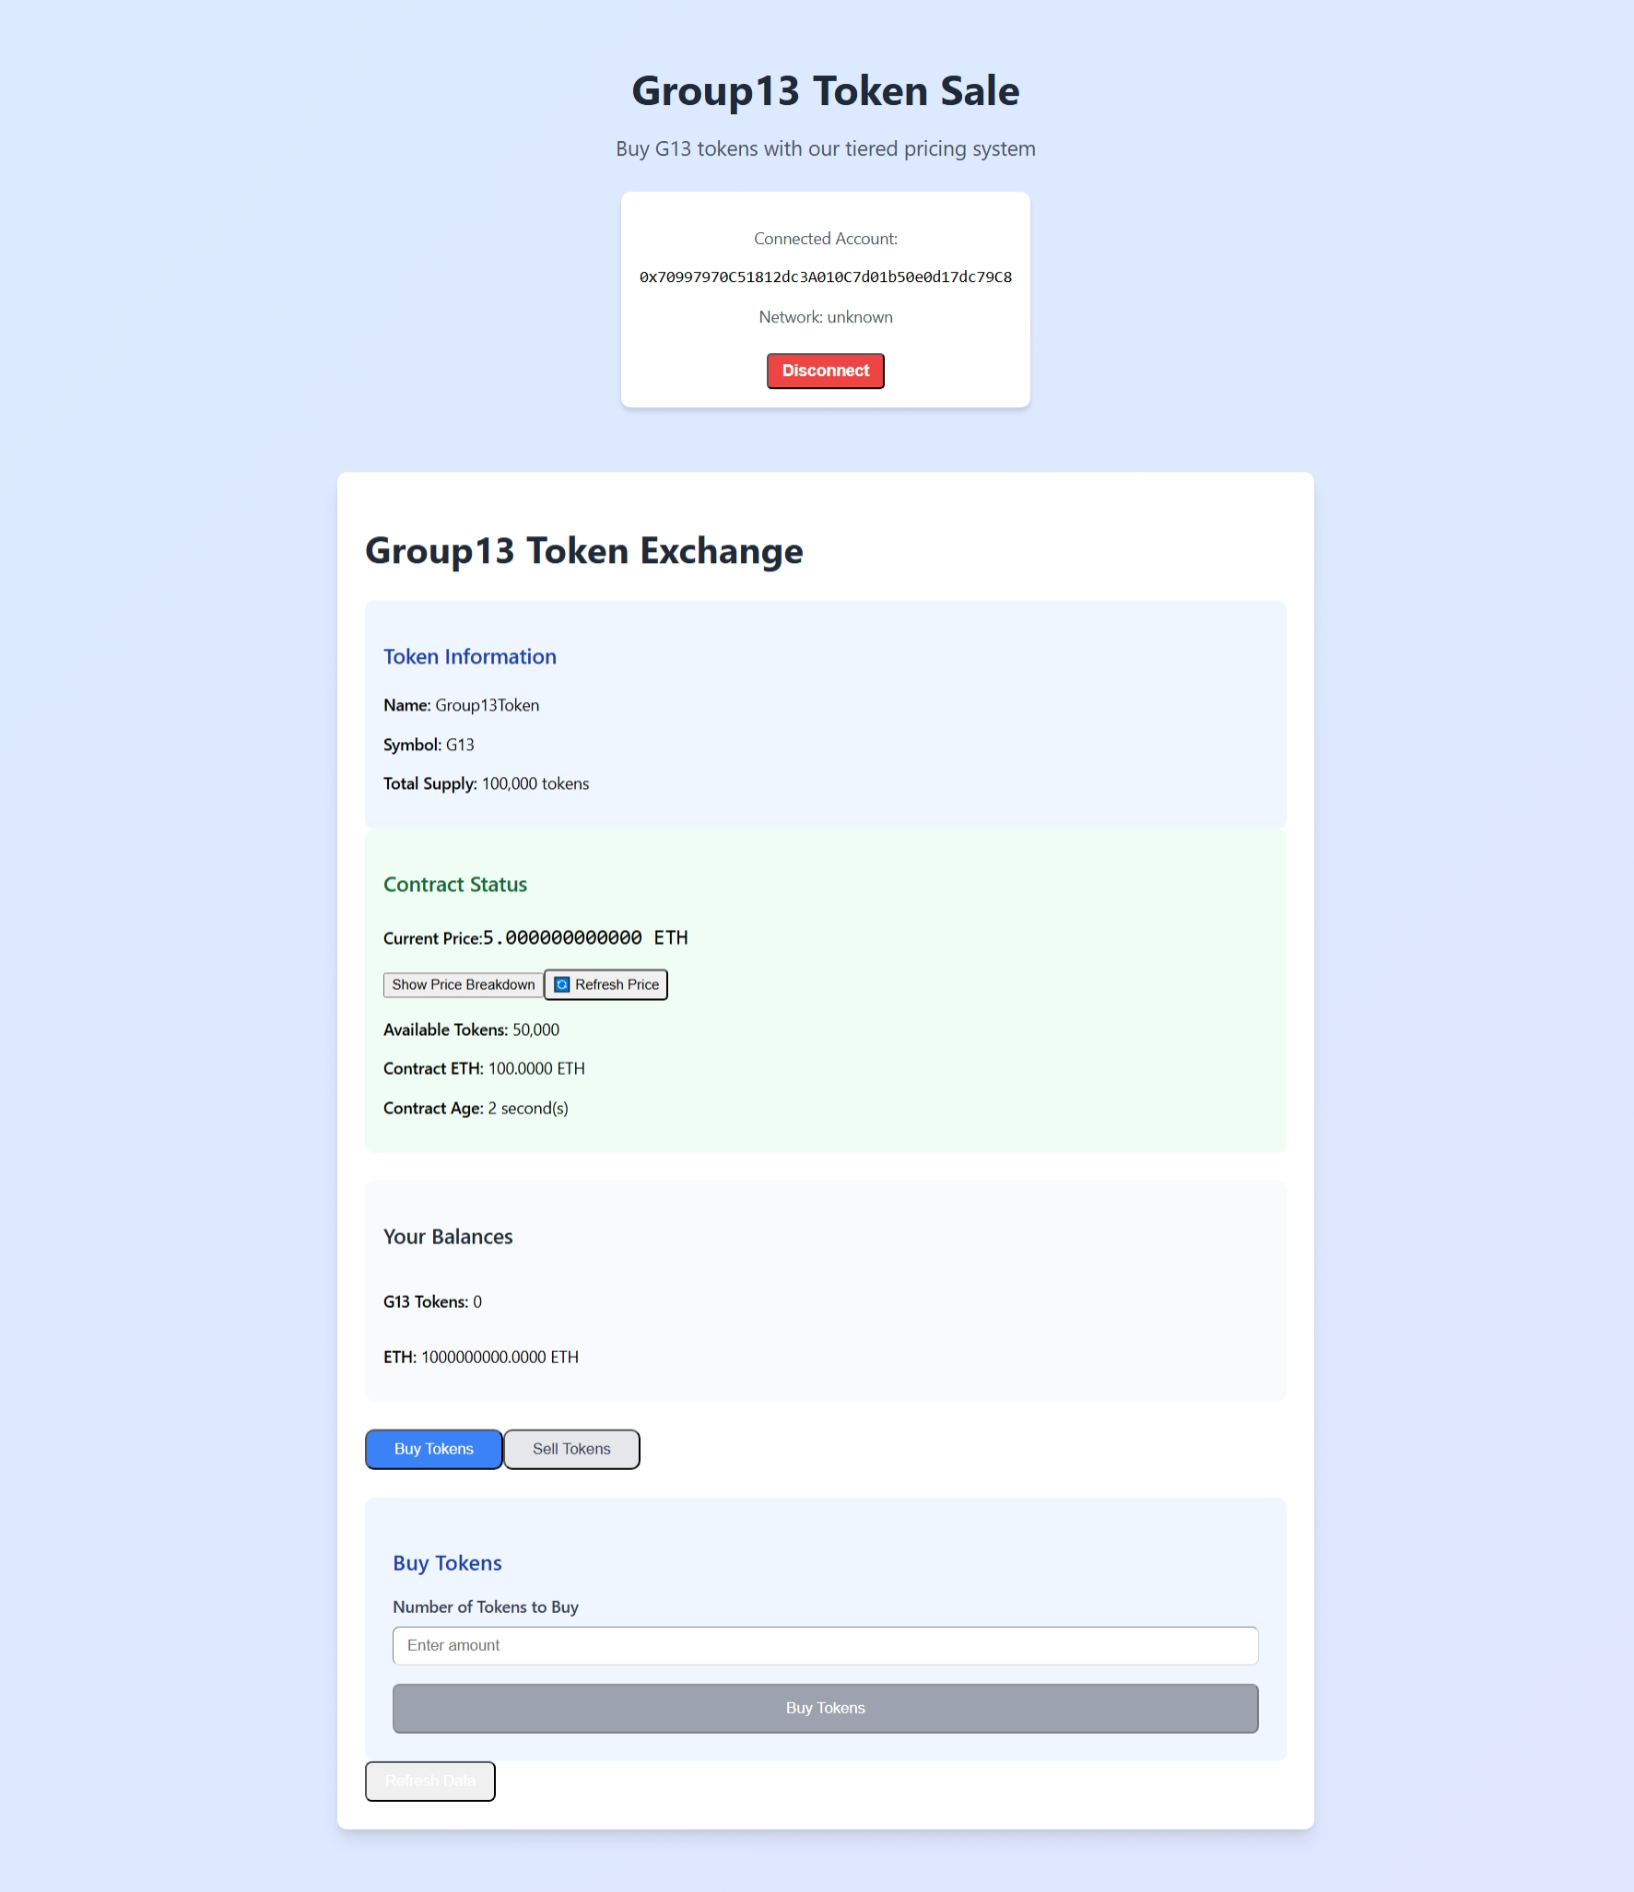 Group13 Token Sale
Buy G13 tokens with our tiered pricing system
Connected Account:
0x70997970C51812dc3A010C7d01b50e0d17dc79C8
Network: unknown
Disconnect
Group13 Token Exchange
Token Information
Name: Group13Token
Symbol: G13
Total Supply: 100,000 tokens
Contract Status
Current Price:5.000000000000 ETH
Show Price Breakdown Refresh Price
Available Tokens: 50,000
Contract ETH: 100.0000 ETH
Contract Age: 2 second(s)
Your Balances
G13 Tokens: 0
ETH: 1000000000.0000 ETH
Buy Tokens Sell Tokens
Buy Tokens
Number of Tokens to Buy
Enter amount
Buy Tokens
Refresh Data